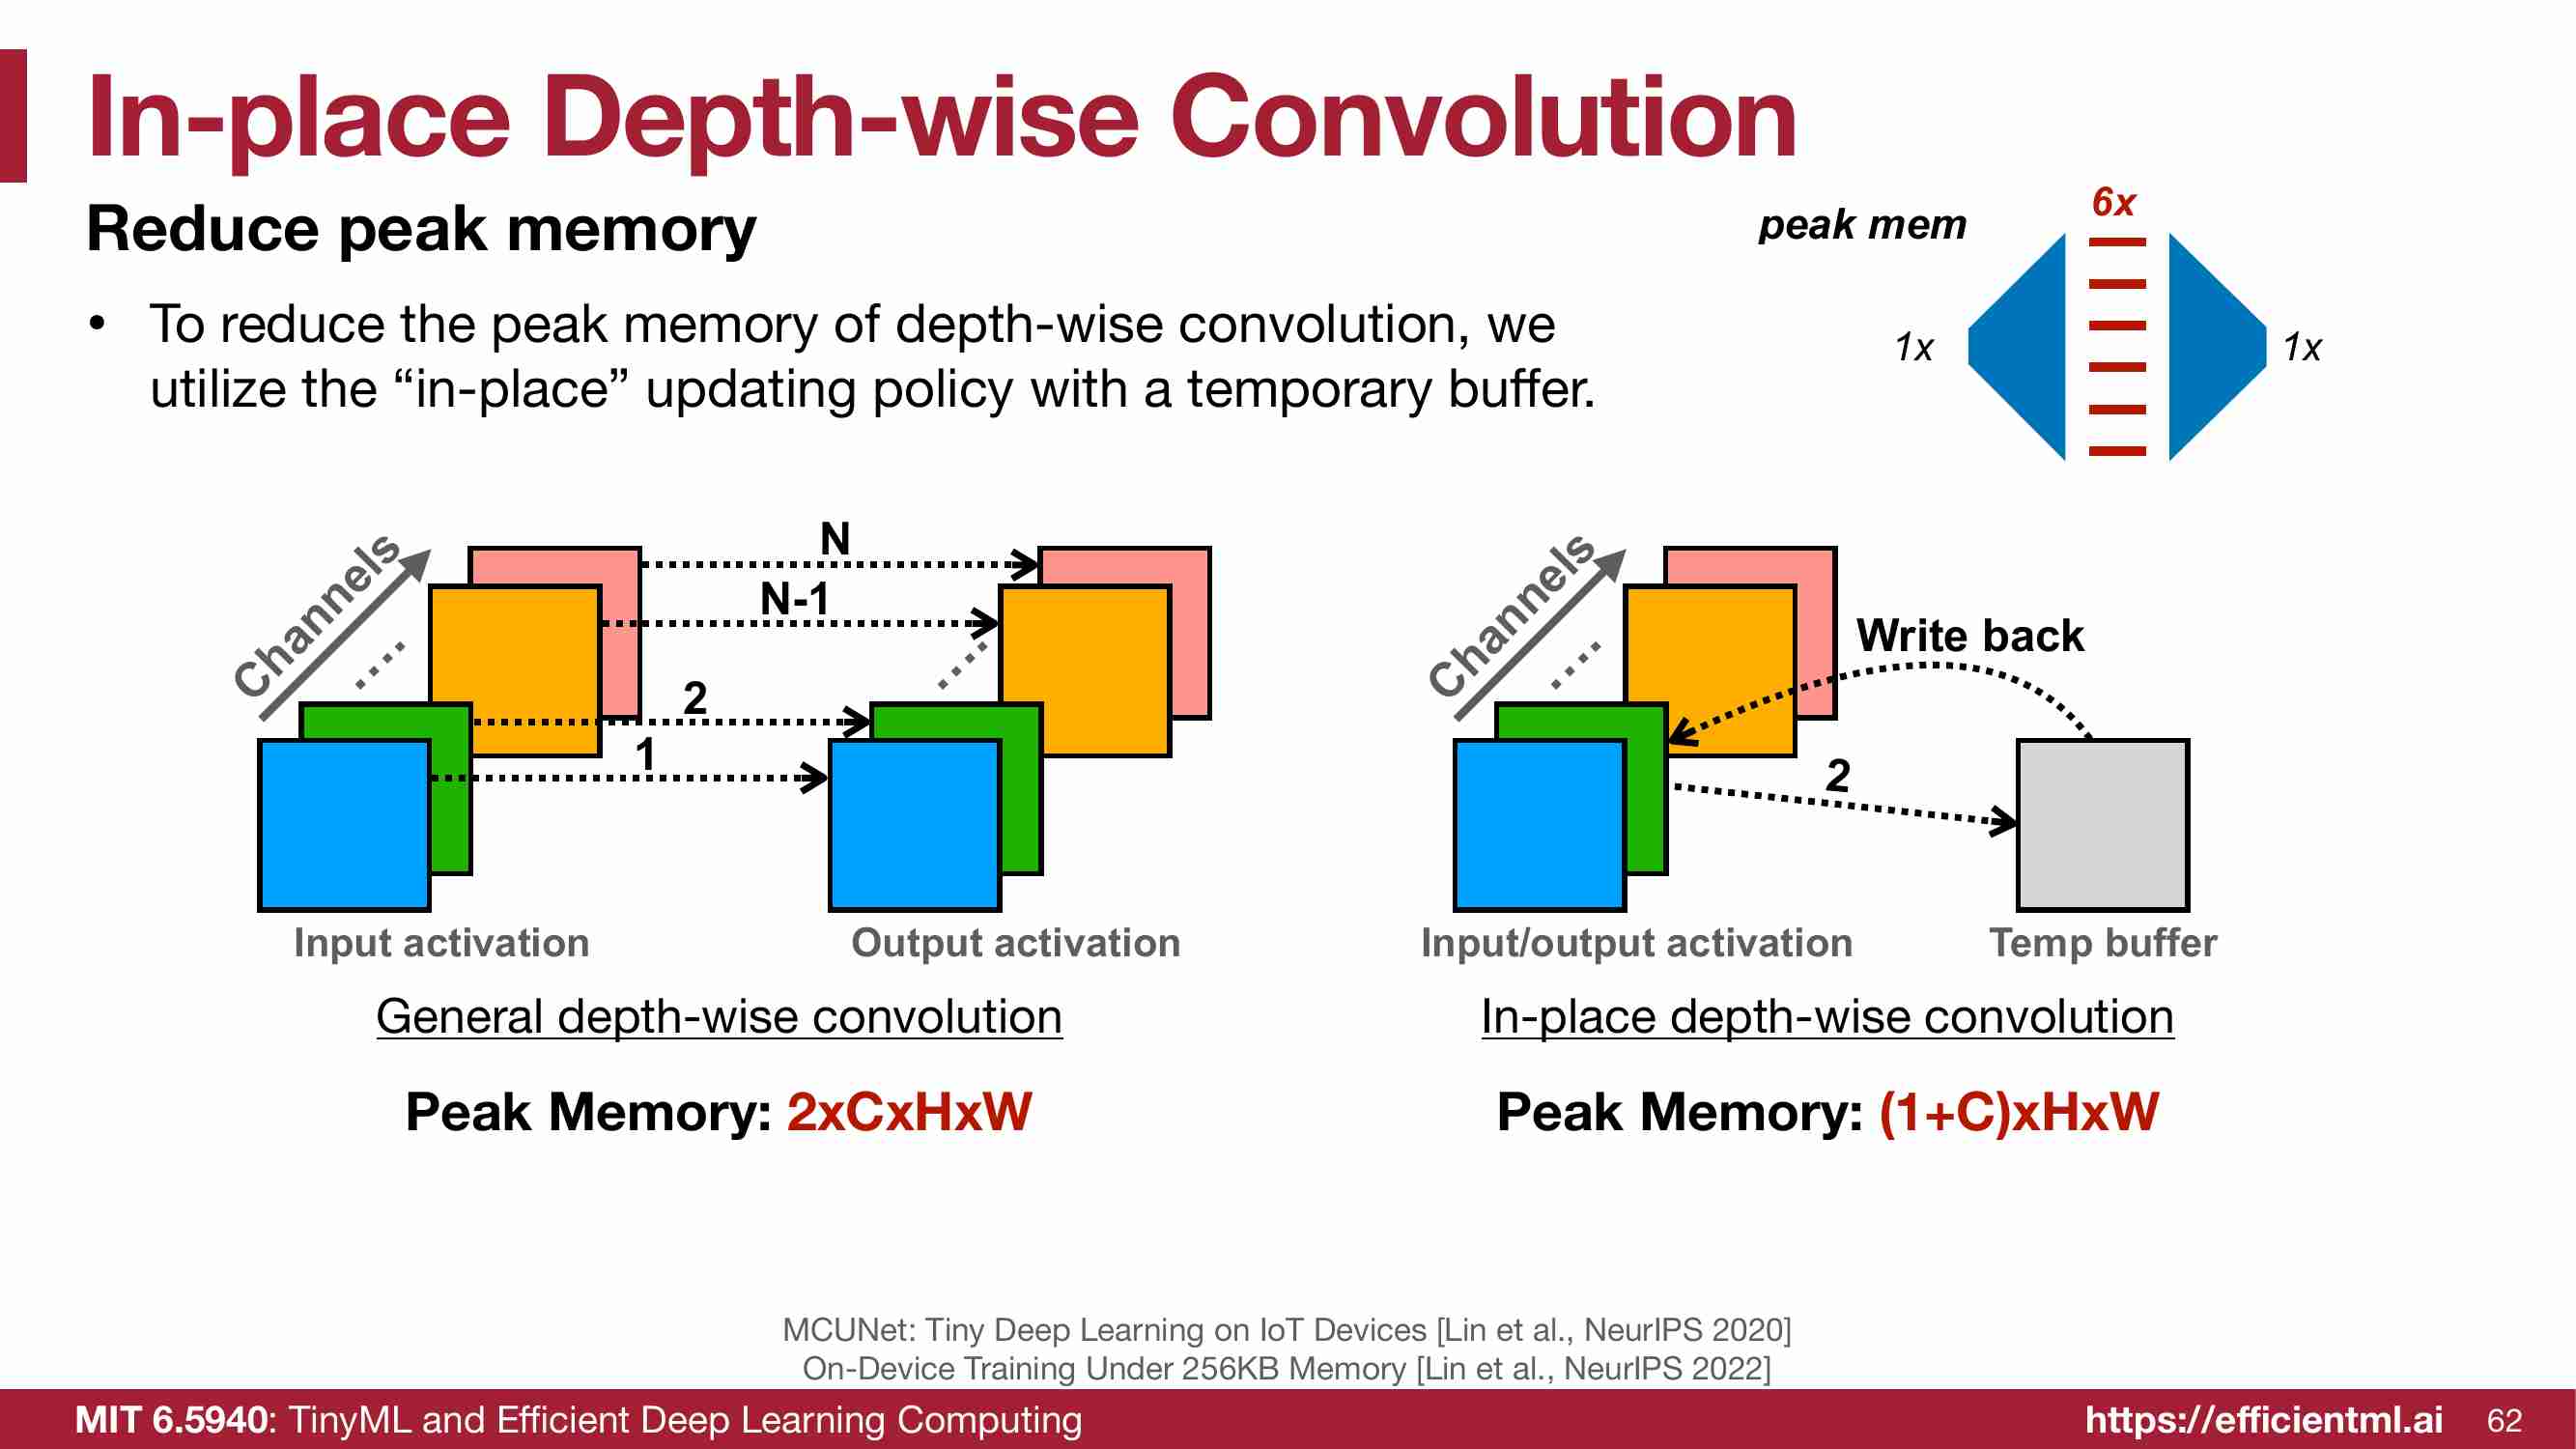 In-place Depth-wise Convolution
Reduce peak memory
peak mem
6x
1x
1x
• To reduce the peak memory of depth-wise convolution, we
utilize the “in-place” updating policy with a temporary buffer.
Channels
....
N
N-1
2
1
....
Input activation
Output activation
General depth-wise convolution
Peak Memory: 2xCxHxW
Channels
....
Write back
2
Input/output activation
Temp buffer
In-place depth-wise convolution
Peak Memory: (1+C)xHxW
MCUNet: Tiny Deep Learning on IoT Devices [Lin et al., NeurIPS 2020]
On-Device Training Under 256KB Memory [Lin et al., NeurIPS 2022]
MIT 6.5940: TinyML and Efficient Deep Learning Computing
https://efficientml.ai
62